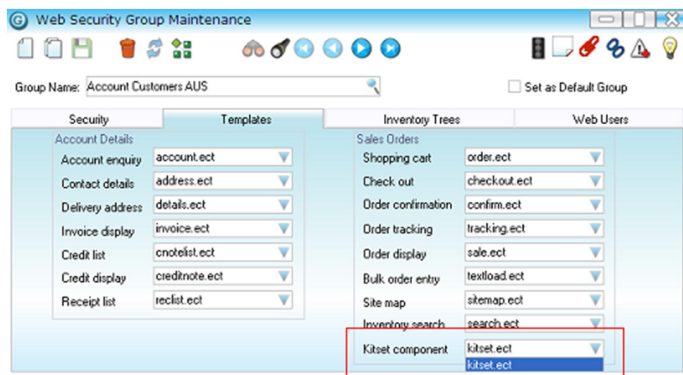 Web Security Group Maintenance
Group Name: Account Customers AUS
Set as Default Group
Security Templates Inventory Trees Web Users
Account Details
Account enquiry account.ect
Contact details address.ect
Delivery address details.ect
Invoice display invoice.ect
Credit list cnotelist.ect
Credit display creditnote.ect
Receipt list reclist.ect
Sales Orders
Shopping cart order.ect
Check out checkout.ect
Order confirmation confirm.ect
Order tracking tracking.ect
Order display sale.ect
Bulk order entry textload.ect
Site map sitemap.ect
Inventory search search.ect
Kitset component kitset.ect
kitset.ect